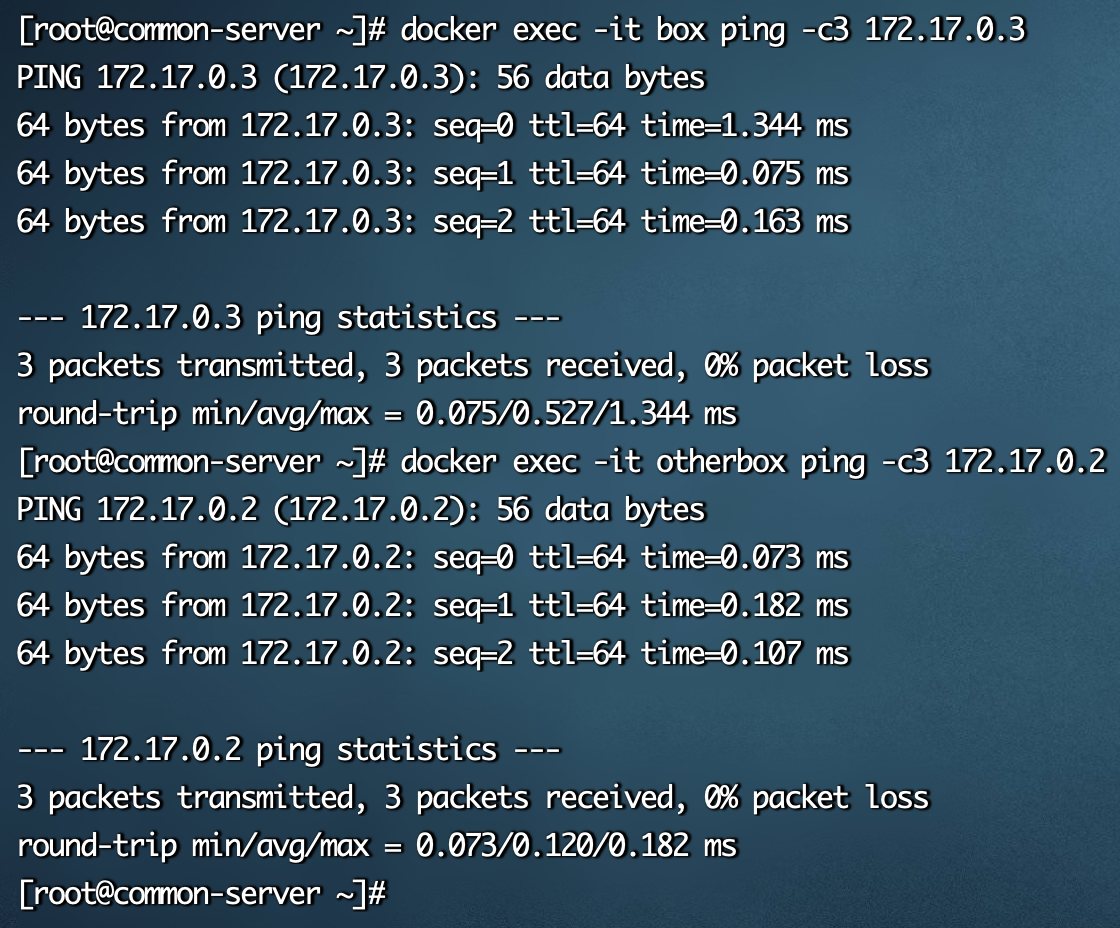 [root@common-server ~]# docker exec -it box ping -c3 172.17.0.3
PING 172.17.0.3 (172.17.0.3): 56 data bytes
64 bytes from 172.17.0.3: seq=0 ttl=64 time=1.344 ms
64 bytes from 172.17.0.3: seq=1 ttl=64 time=0.075 ms
64 bytes from 172.17.0.3: seq=2 ttl=64 time=0.163 ms

--- 172.17.0.3 ping statistics ---
3 packets transmitted, 3 packets received, 0% packet loss
round-trip min/avg/max = 0.075/0.527/1.344 ms
[root@common-server ~]# docker exec -it otherbox ping -c3 172.17.0.2
PING 172.17.0.2 (172.17.0.2): 56 data bytes
64 bytes from 172.17.0.2: seq=0 ttl=64 time=0.073 ms
64 bytes from 172.17.0.2: seq=1 ttl=64 time=0.182 ms
64 bytes from 172.17.0.2: seq=2 ttl=64 time=0.107 ms

--- 172.17.0.2 ping statistics ---
3 packets transmitted, 3 packets received, 0% packet loss
round-trip min/avg/max = 0.073/0.120/0.182 ms
[root@common-server ~]#